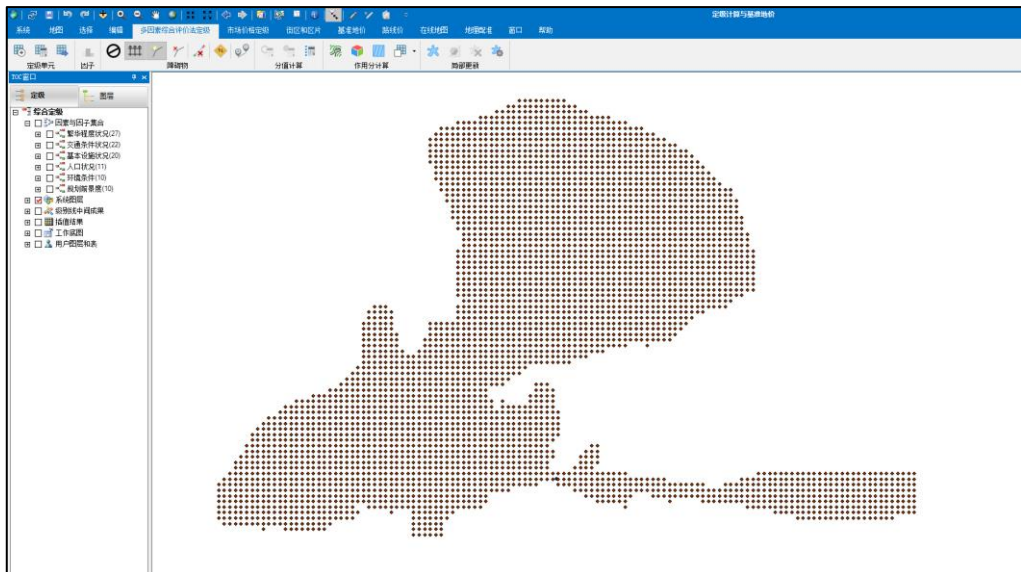 定级计算与基准地价
系统 地图 选择 编辑 多因素综合评价法定级 市场价格定级 街区和区片 基准地价 路线价 在线地图 地理配准 窗口 帮助
定级单元 因子 障碍物 分值计算 作用分计算 局部更新
TOC窗口
定级 图层
综合定级
因素与因子集合
繁华程度状况(27)
交通条件状况(22)
基本设施状况(20)
人口状况(11)
环境条件(10)
规划前景度(10)
系统图层
级别线中间成果
插值结果
工作底图
用户图层和表